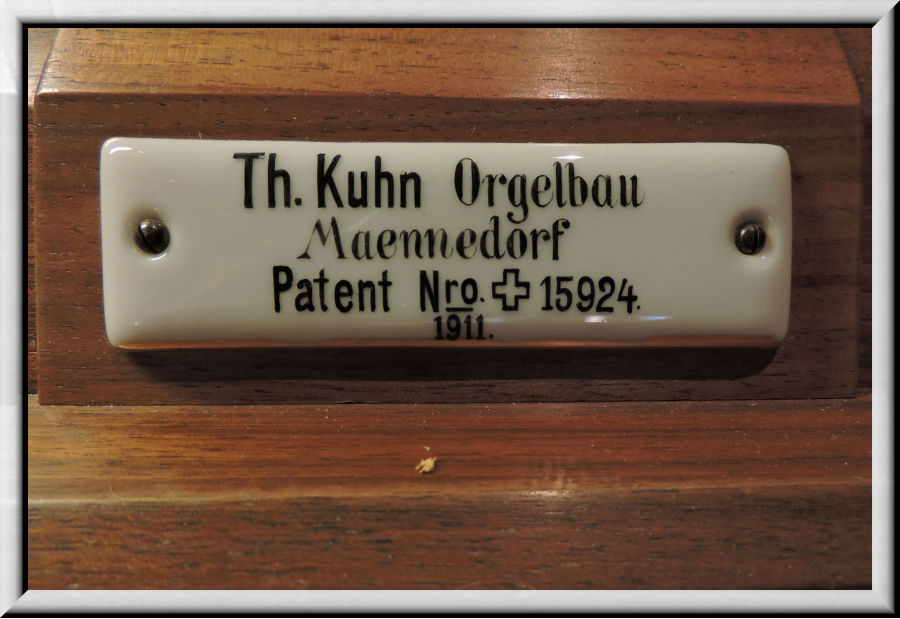 Th. Kuhn Orgelbau
Maennedorf
Patent Nro. 15924.
1911.